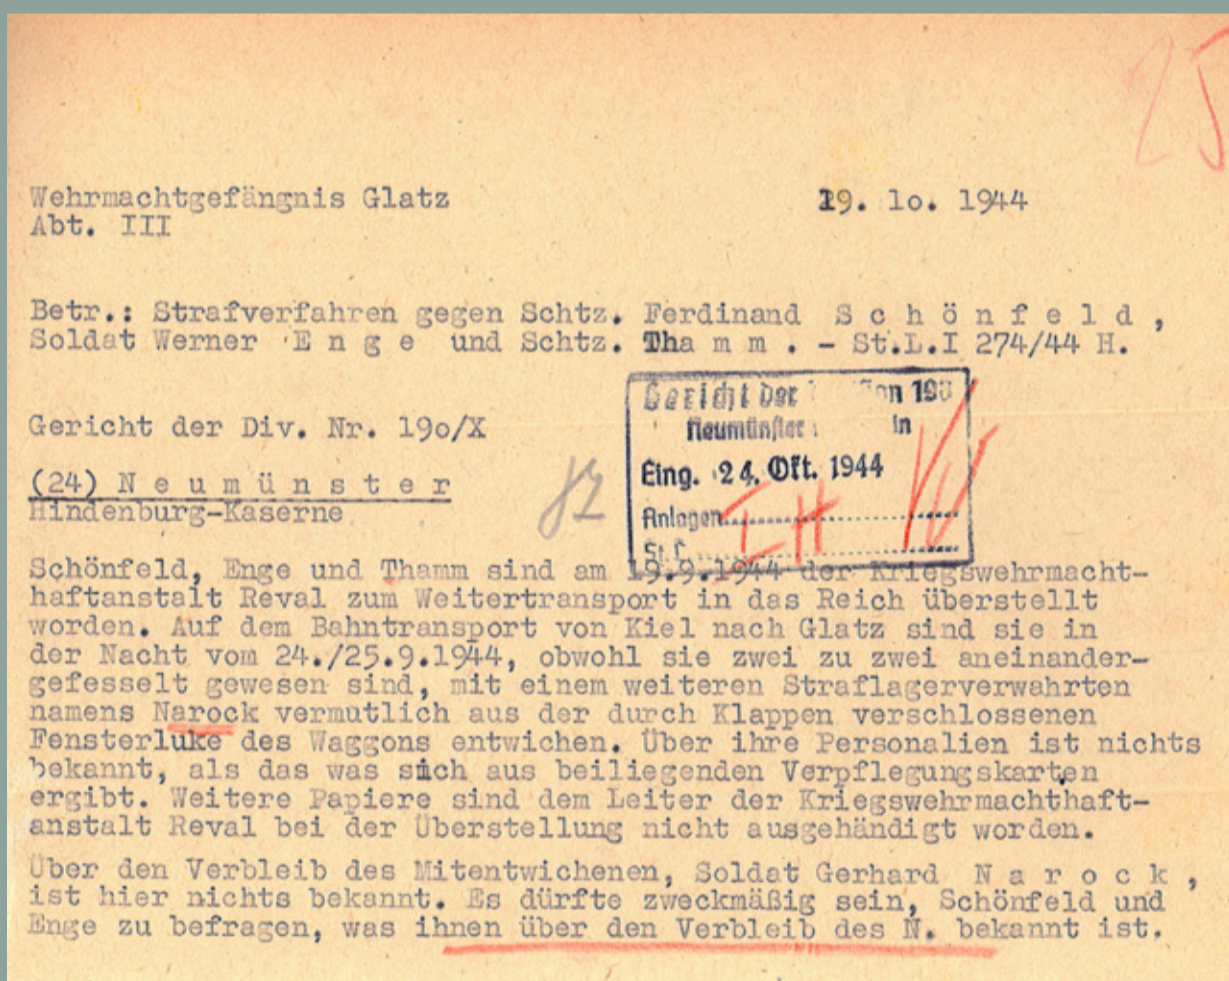 25
Wehrmachtgefängnis Glatz
19. 10. 1944
Abt. III
Betr.: Strafverfahren gegen Schtz. Ferdinand S c h ö n f e l d ,
Soldat Werner E n g e und Schtz. Tha m m . - St.L.I 274/44 H.
Gericht der
190
Neumünster
in
Eing. 24. Okt. 1944
Anlagen
St. L.
I H
Gericht der Div. Nr. 19o/X
(24) N e u m ü n s t e r
Hindenburg-Kaserne
Schönfeld, Enge und Thamm sind am 19.9.1944 der Kriegswehrmacht-
haftanstalt Reval zum Weitertransport in das Reich überstellt
worden. Auf dem Bahntransport von Kiel nach Glatz sind sie in
der Nacht vom 24./25.9.1944, obwohl sie zwei zu zwei aneinander-
gefesselt gewesen sind, mit einem weiteren Straflagerverwahrten
namens Narock vermutlich aus der durch Klappen verschlossenen
Fensterluke des Waggons entwichen. Über ihre Personalien ist nichts
bekannt, als das was sich aus beiliegenden Verpflegungskarten
ergibt. Weitere Papiere sind dem Leiter der Kriegswehrmachthaft-
anstalt Reval bei der Überstellung nicht ausgehändigt worden.
Über den Verbleib des Mitentwichenen, Soldat Gerhard N a r o c k ,
ist hier nichts bekannt. Es dürfte zweckmäßig sein, Schönfeld und
Enge zu befragen, was ihnen über den Verbleib des N. bekannt ist.